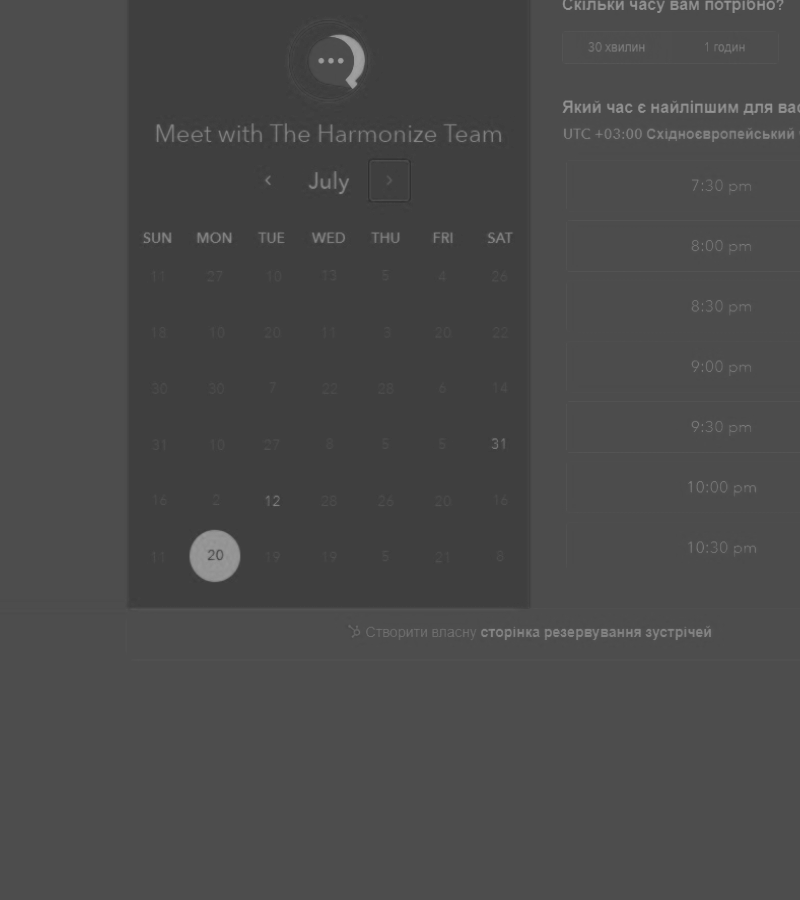 Meet with The Harmonize Team
July
SUN MON TUE WED THU FRI SAT
11 27 10 13 5 4 26
18 10 20 11 3 20 22
30 30 7 22 28 6 14
31 10 27 8 5 5 31
16 2 12 26 20 16
11 20 19 19 5 21 8
Скільки часу вам потрібно?
30 хвилин 1 годин
Який час є найліпшим для
UTC +03:00 Східноєвропейський
7:30 pm
8:00 pm
8:30 pm
9:00 pm
9:30 pm
10:00 pm
10:30 pm
Створити власну сторінка резервування зустрічей